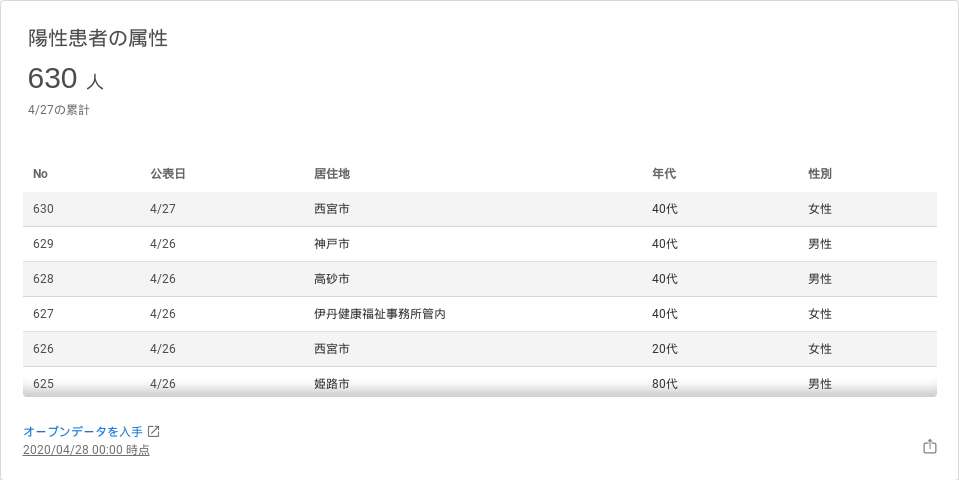 陽性患者の属性
630 人
4/27の累計
No 公表日 居住地 年代 性別
630 4/27 西宮市 40代 女性
629 4/26 神戸市 40代 男性
628 4/26 高砂市 40代 男性
627 4/26 伊丹健康福祉事務所管内 40代 女性
626 4/26 西宮市 20代 女性
625 4/26 姫路市 80代 男性
オープンデータを入手
2020/04/28 00:00 時点